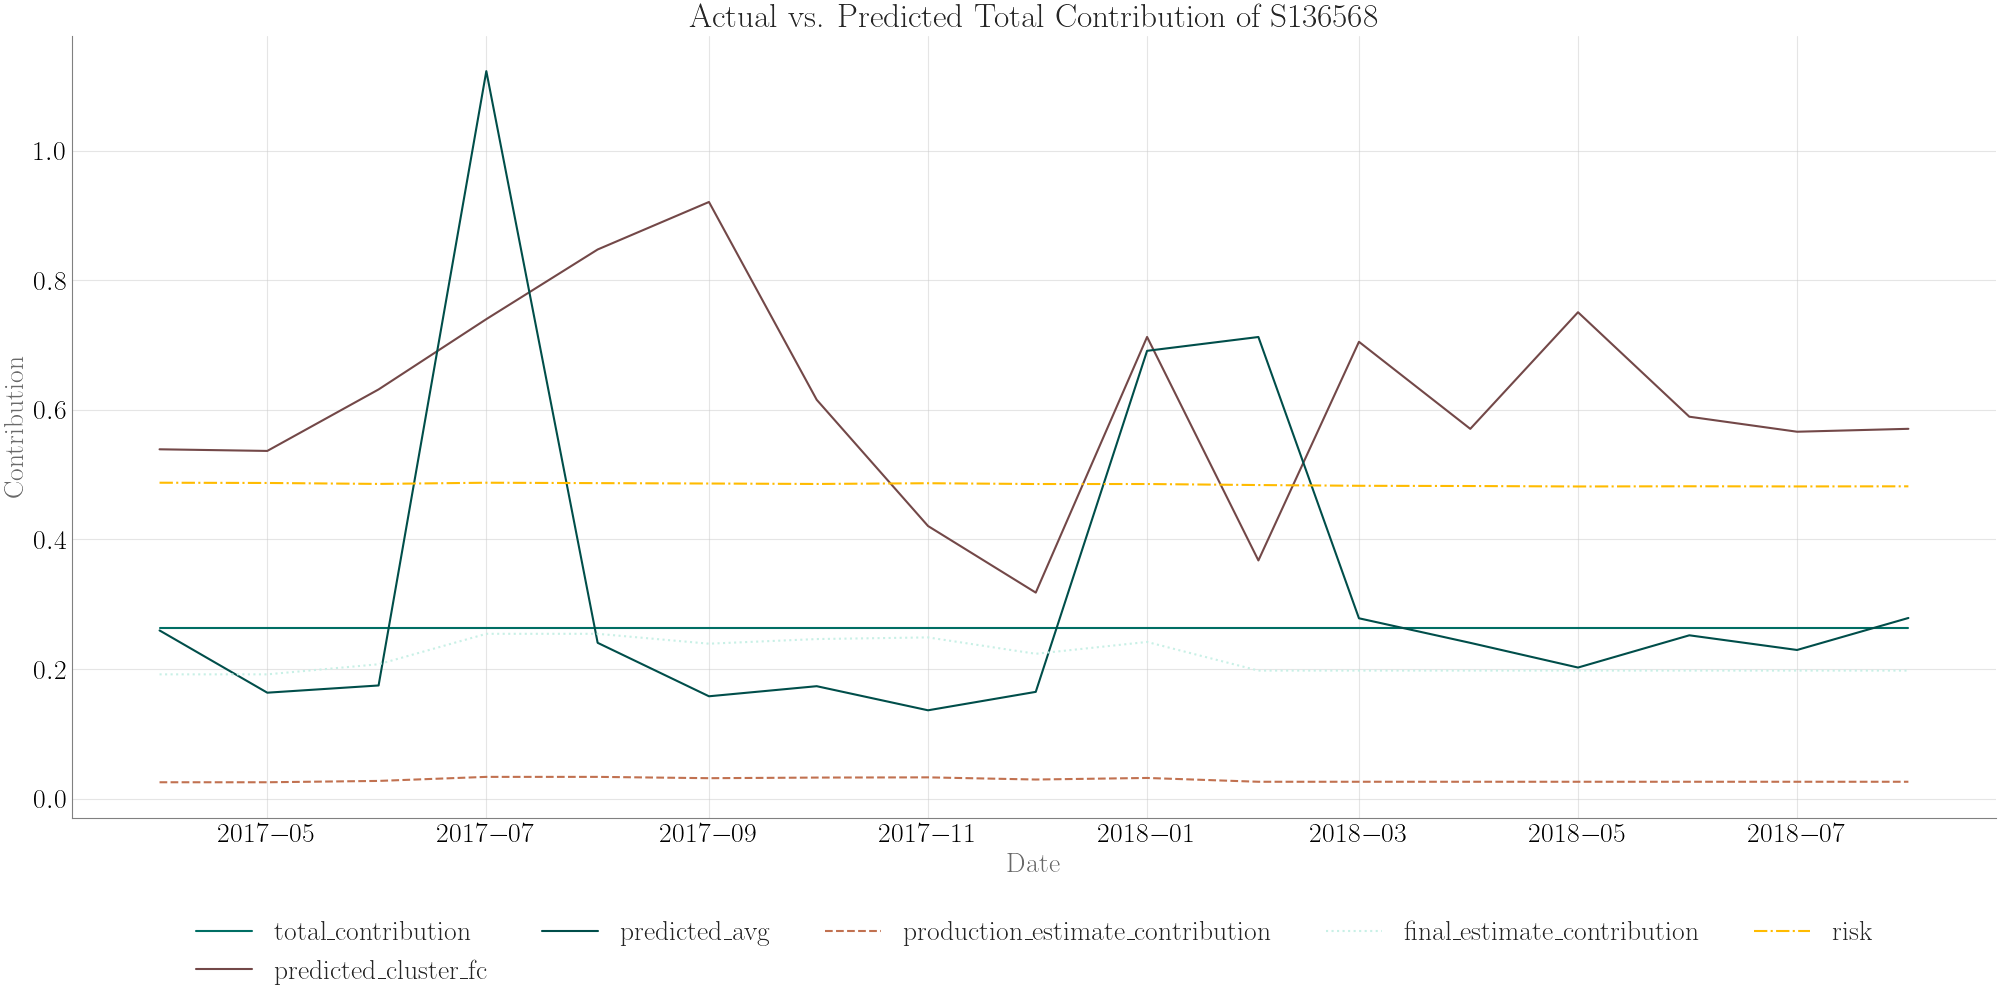 Actual vs. Predicted Total Contribution of S136568
Contribution
1.0
0.8
0.6
0.4
0.2
0.0
2017−05 2017−07 2017−09 2017−11 2018−01 2018−03 2018−05 2018−07
Date
total_contribution predicted_avg production_estimate_contribution final_estimate_contribution risk
predicted_cluster_fc